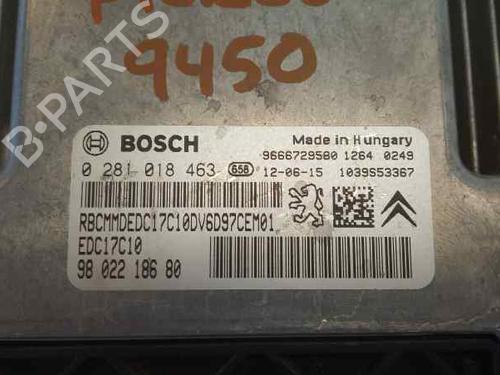 9450
BOSCH
Made in Hungary
9666729580 1264 0249
0 281 018 463 658 12-06-15 1039S53367
RBCMMDEDC17C10DV6D97CEM01
EDC17C10
98 022 186 80
B-PARTS